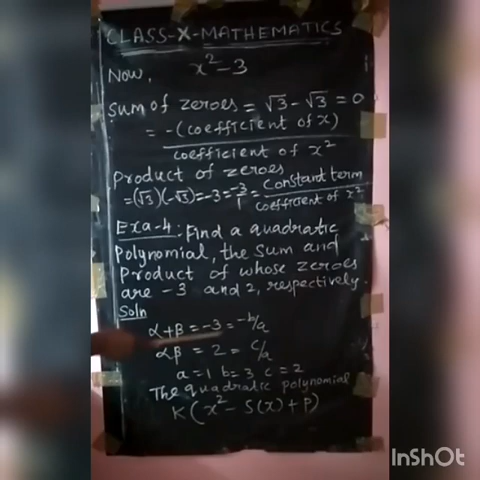 CLASS-X-MATHEMATICS
Now, x²-3
Sum of zeroes = √3-√3 = 0
= -(coefficient of x)
coefficient of x²
Product of zeroes
=(√3)(-√3)=-3=-3/1=Constant term/coefficient of x²
Exa-4: Find a quadratic
Polynomial, the sum and
Product of whose zeroes
are -3 and 2, respectively.
Soln
α+β=-3=-b/a
αβ = 2 = c/a
a=1 b=3 c=2
The quadratic polynomial
K(x²-S(x)+P)
InShOt